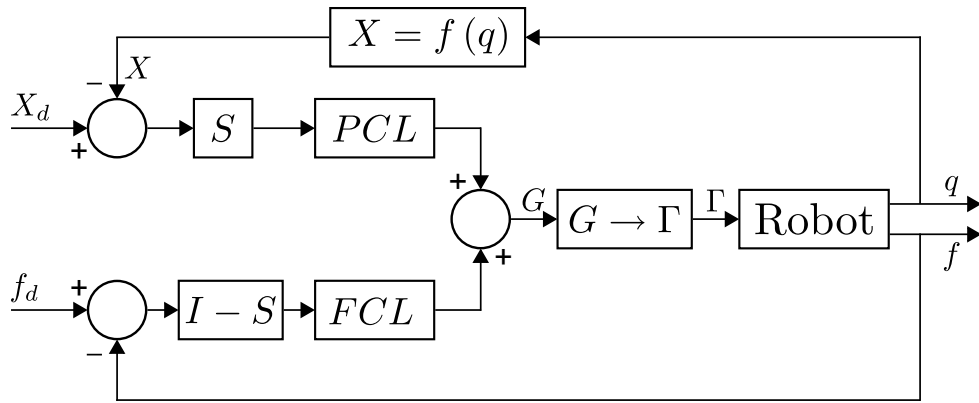 X = f (q)
− X
X_d
+
S
PCL
+
G
G → Γ
Γ
Robot
q
f
+
f_d
+
I − S
FCL
−